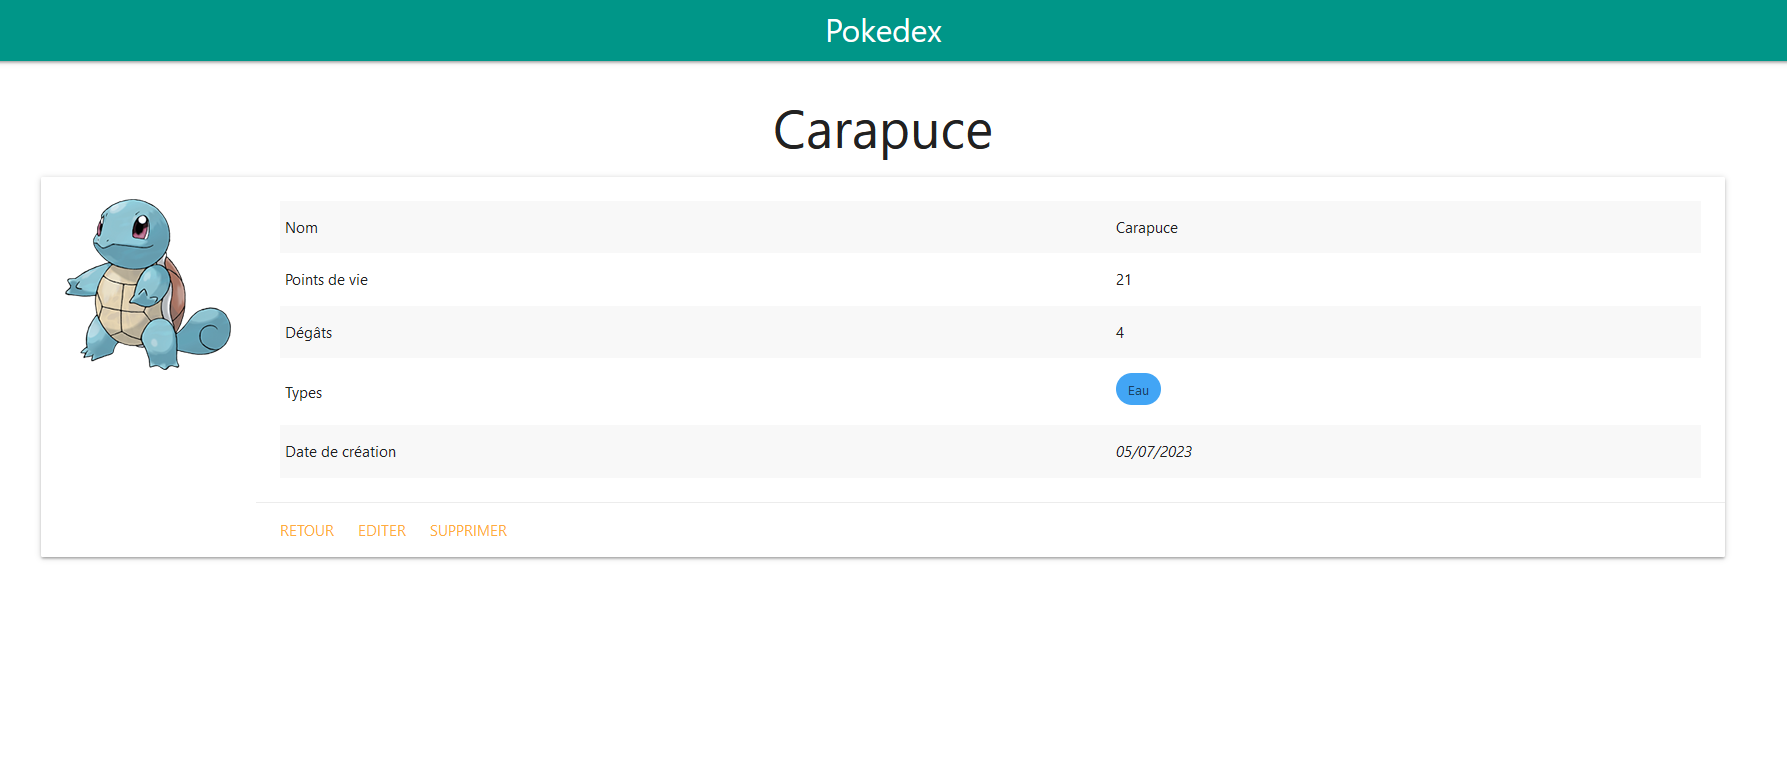 Pokedex
Carapuce
Nom Carapuce
Points de vie 21
Dégâts 4
Types Eau
Date de création 05/07/2023
RETOUR EDITER SUPPRIMER